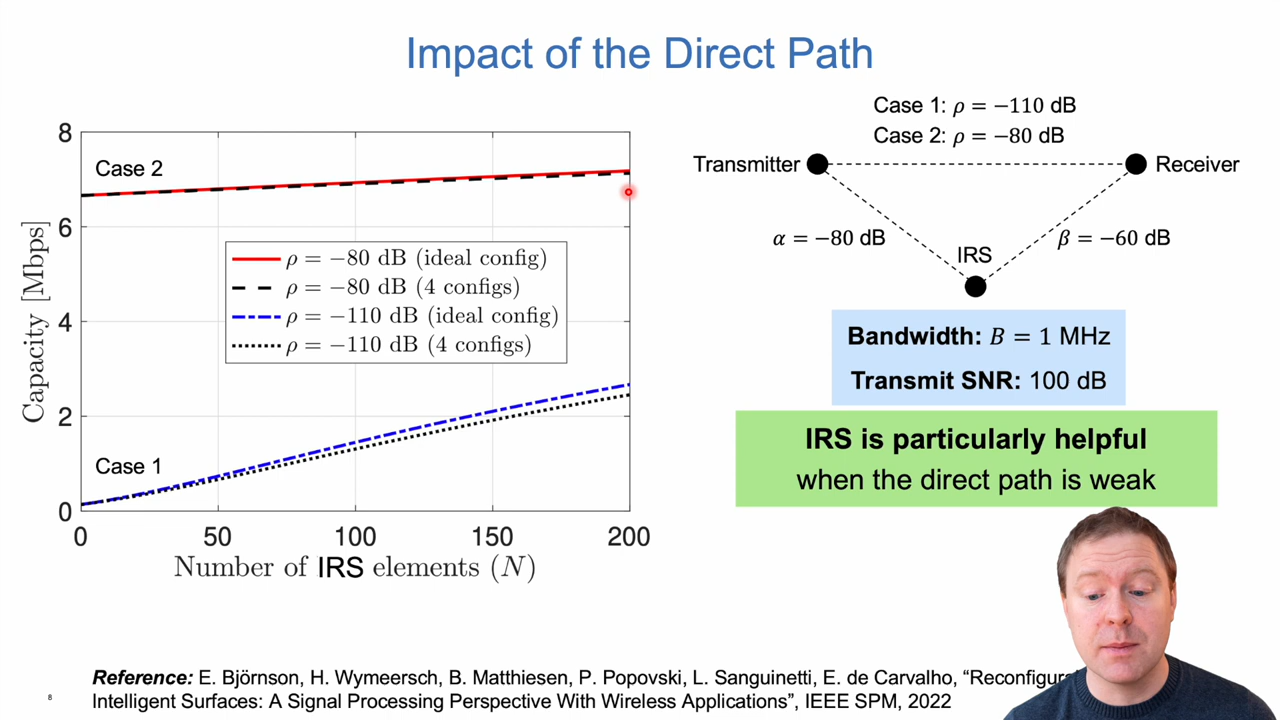 Impact of the Direct Path
8
6
4
2
0
0 50 100 150 200
Capacity [Mbps]
Number of IRS elements (N)
Case 2
Case 1
ρ = −80 dB (ideal config)
ρ = −80 dB (4 configs)
ρ = −110 dB (ideal config)
ρ = −110 dB (4 configs)
Case 1: ρ = −110 dB
Case 2: ρ = −80 dB
Transmitter
Receiver
α = −80 dB
β = −60 dB
IRS
Bandwidth: B = 1 MHz
Transmit SNR: 100 dB
IRS is particularly helpful
when the direct path is weak
Reference: E. Björnson, H. Wymeersch, B. Matthiesen, P. Popovski, L. Sanguinetti, E. de Carvalho,
Intelligent Surfaces: A Signal Processing Perspective With Wireless Applications”, IEEE SPM, 2022
8